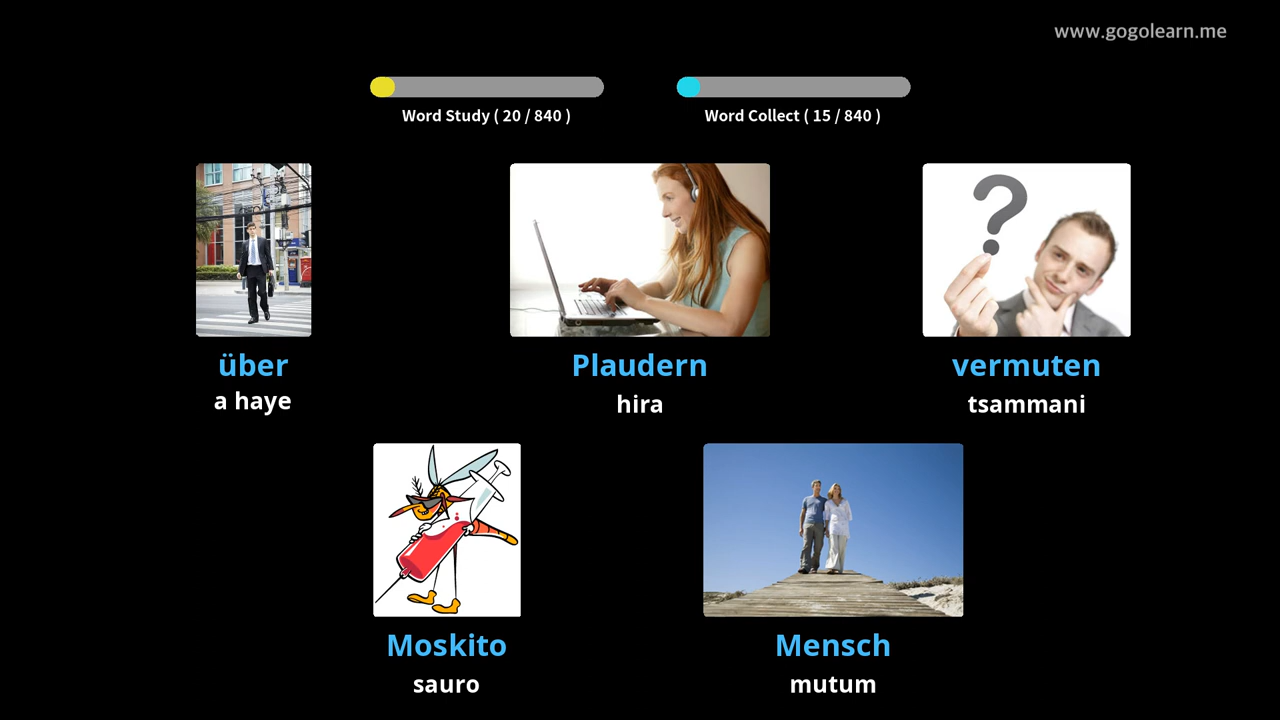 www.gogolearn.me
Word Study ( 20 / 840 )
Word Collect ( 15 / 840 )
über
a haye
Plaudern
hira
vermuten
tsammani
Moskito
sauro
Mensch
mutum